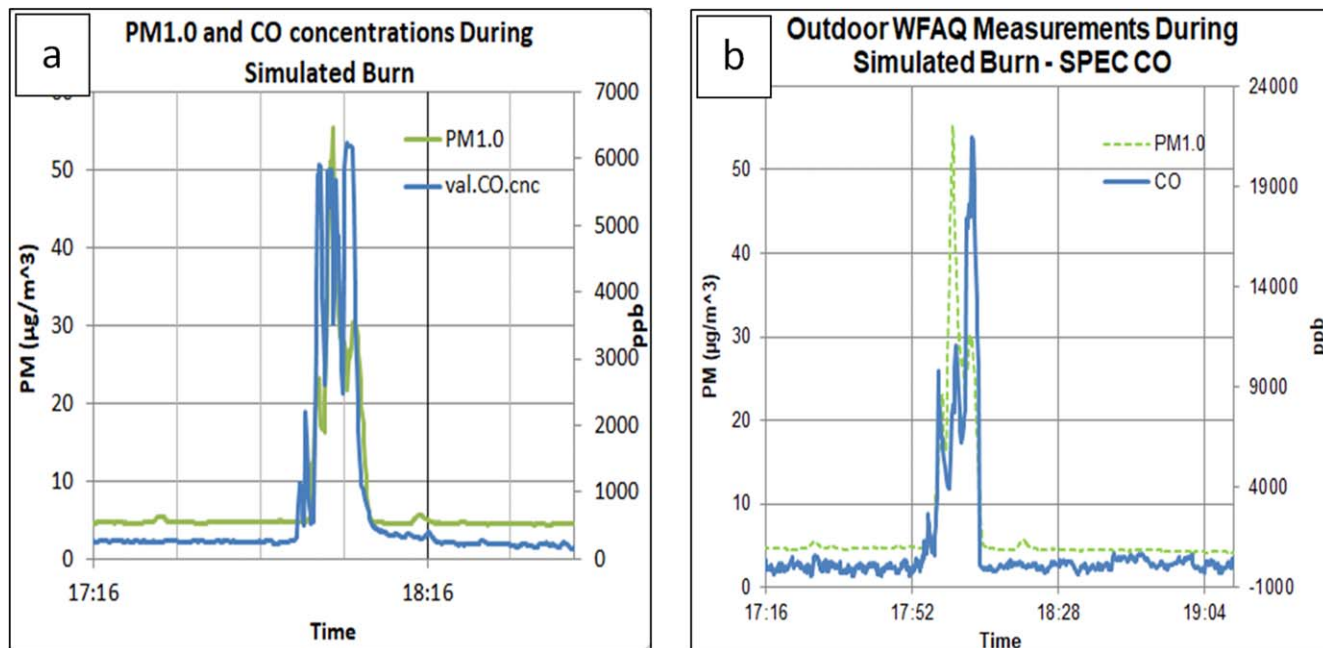 a
PM1.0 and CO concentrations During
Simulated Burn
7000
6000
5000
4000
3000
2000
1000
0
50
40
30
20
10
0
PM1.0
val.CO.cnc
PM (µg/m^3)
ppb
17:16
18:16
Time
b
Outdoor WFAQ Measurements During
Simulated Burn - SPEC CO
24000
19000
14000
9000
4000
-1000
50
40
30
20
10
0
PM1.0
CO
PM (µg/m^3)
ppb
17:16
17:52
18:28
19:04
Time